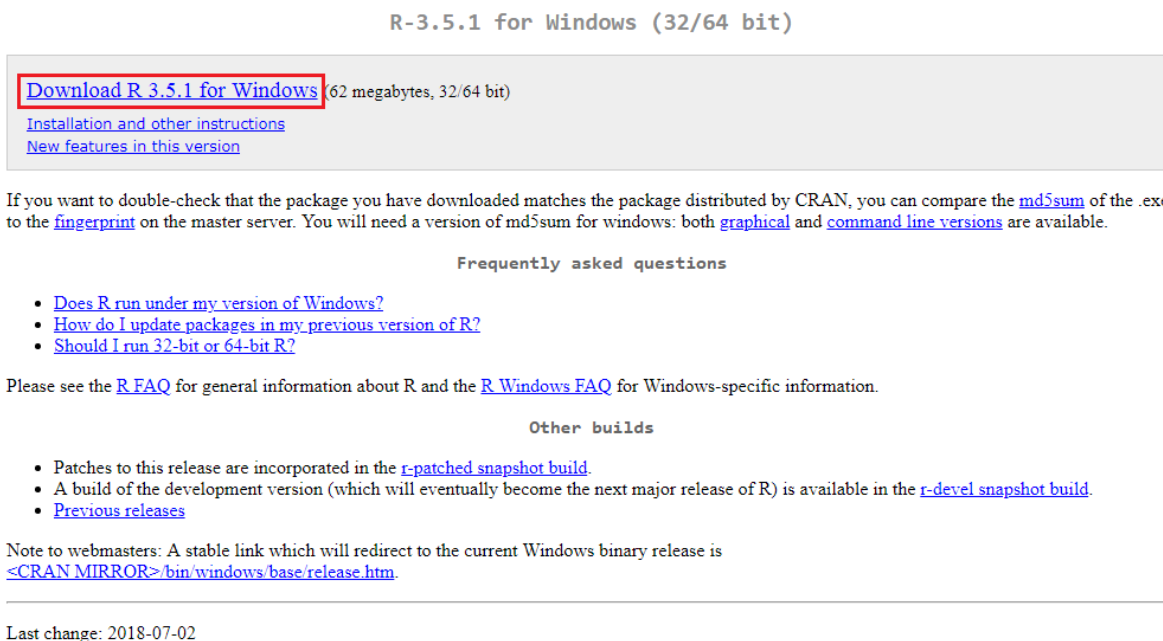 R-3.5.1 for Windows (32/64 bit)
Download R 3.5.1 for Windows (62 megabytes, 32/64 bit)
Installation and other instructions
New features in this version
If you want to double-check that the package you have downloaded matches the package distributed by CRAN, you can compare the md5sum of the .exe
to the fingerprint on the master server. You will need a version of md5sum for windows: both graphical and command line versions are available.
Frequently asked questions
• Does R run under my version of Windows?
• How do I update packages in my previous version of R?
• Should I run 32-bit or 64-bit R?
Please see the R FAQ for general information about R and the R Windows FAQ for Windows-specific information.
Other builds
• Patches to this release are incorporated in the r-patched snapshot build.
• A build of the development version (which will eventually become the next major release of R) is available in the r-devel snapshot build.
• Previous releases
Note to webmasters: A stable link which will redirect to the current Windows binary release is
<CRAN MIRROR>/bin/windows/base/release.htm.
Last change: 2018-07-02